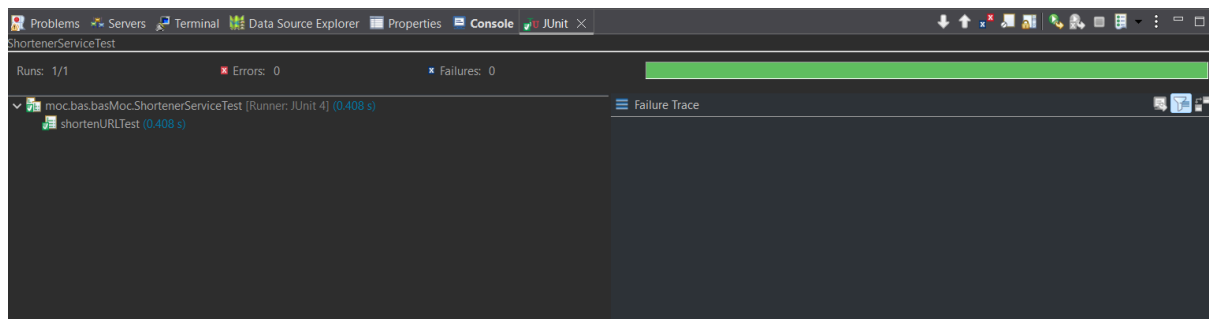 Problems Servers Terminal Data Source Explorer Properties Console JUnit
ShortenerServiceTest
Runs: 1/1 Errors: 0 Failures: 0
moc.bas.basMoc.ShortenerServiceTest [Runner: JUnit 4] (0.408 s)
Failure Trace
shortenURLTest (0.408 s)